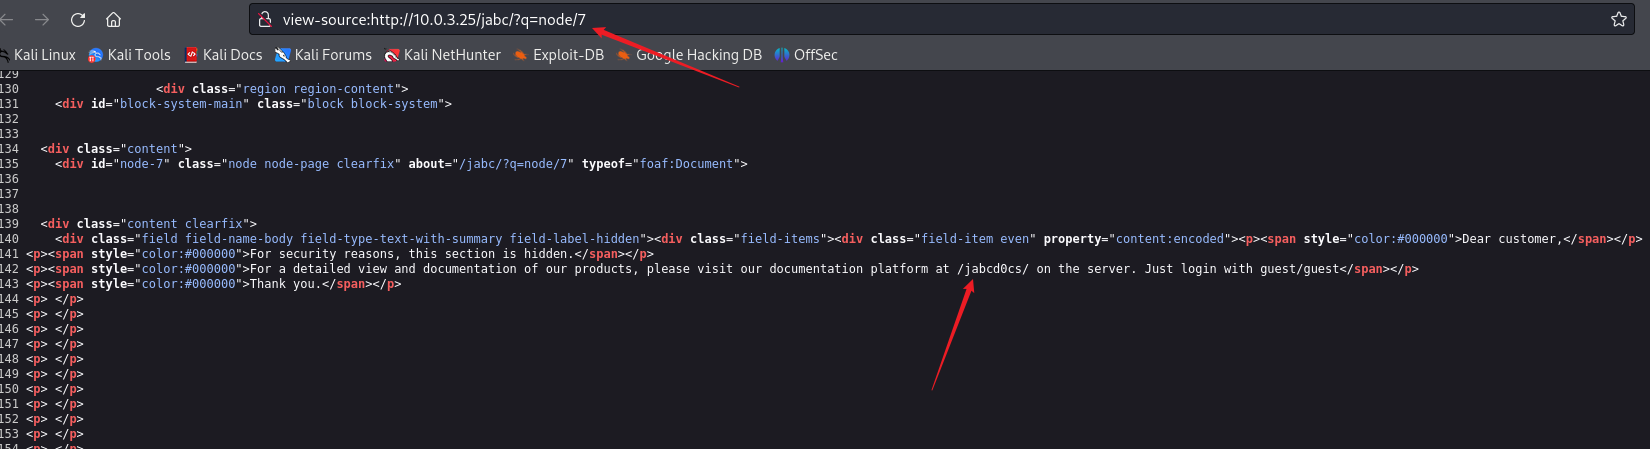 view-source:http://10.0.3.25/jabc/?q=node/7
Kali Linux Kali Tools Kali Docs Kali Forums Kali NetHunter Exploit-DB Google Hacking DB OffSec
129
130 <div class="region region-content">
131 <div id="block-system-main" class="block block-system">
132
133
134 <div class="content">
135 <div id="node-7" class="node node-page clearfix" about="/jabc/?q=node/7" typeof="foaf:Document">
136
137
138
139 <div class="content clearfix">
140 <div class="field field-name-body field-type-text-with-summary field-label-hidden"><div class="field-items"><div class="field-item even" property="content:encoded"><p><span style="color:#000000">Dear customer,</span></p>
141 <p><span style="color:#000000">For security reasons, this section is hidden.</span></p>
142 <p><span style="color:#000000">For a detailed view and documentation of our products, please visit our documentation platform at /jabcd0cs/ on the server. Just login with guest/guest</span></p>
143 <p><span style="color:#000000">Thank you.</span></p>
144 <p> </p>
145 <p> </p>
146 <p> </p>
147 <p> </p>
148 <p> </p>
149 <p> </p>
150 <p> </p>
151 <p> </p>
152 <p> </p>
153 <p> </p>
154 <p> </p>